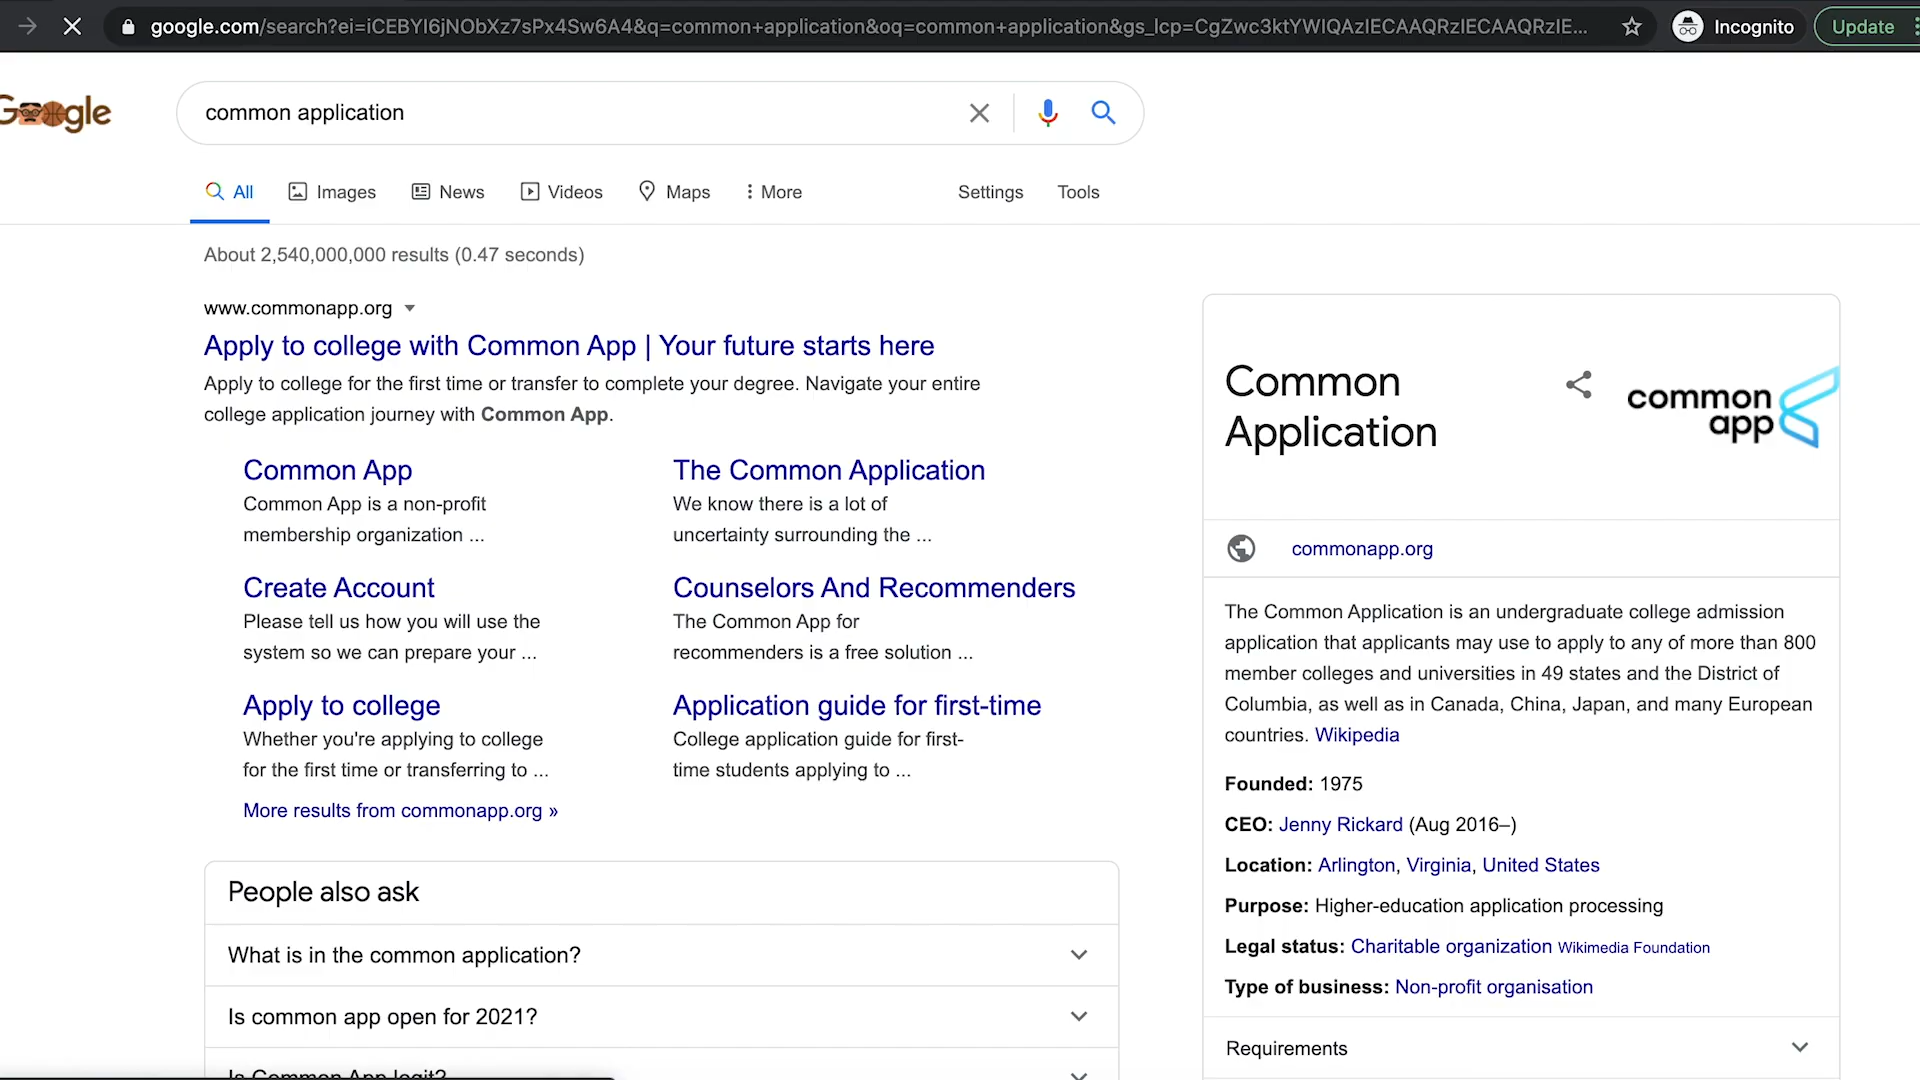 google.com/search?ei=iCEBYI6jNObXz7sPx4Sw6A4&q=common+application&oq=common+application&gs_lcp=CgZwc3ktYWIQAzIECAAQRzIECAAQRzIE...
Incognito
Update
Google
common application
All
Images
News
Videos
Maps
More
Settings
Tools
About 2,540,000,000 results (0.47 seconds)
www.commonapp.org
Apply to college with Common App | Your future starts here
Apply to college for the first time or transfer to complete your degree. Navigate your entire
college application journey with Common App.
Common App
Common App is a non-profit
membership organization ...
The Common Application
We know there is a lot of
uncertainty surrounding the ...
Create Account
Please tell us how you will use the
system so we can prepare your ...
Counselors And Recommenders
The Common App for
recommenders is a free solution ...
Apply to college
Whether you're applying to college
for the first time or transferring to ...
Application guide for first-time
College application guide for first-
time students applying to ...
More results from commonapp.org »
People also ask
What is in the common application?
Is common app open for 2021?
Is Common App legit?
Common
Application
common
app
commonapp.org
The Common Application is an undergraduate college admission
application that applicants may use to apply to any of more than 800
member colleges and universities in 49 states and the District of
Columbia, as well as in Canada, China, Japan, and many European
countries. Wikipedia
Founded: 1975
CEO: Jenny Rickard (Aug 2016–)
Location: Arlington, Virginia, United States
Purpose: Higher-education application processing
Legal status: Charitable organization Wikimedia Foundation
Type of business: Non-profit organisation
Requirements